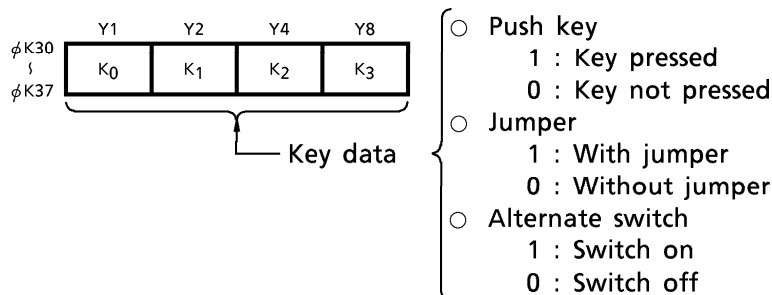 Y1 Y2 Y4 Y8
ϕK30
∫
ϕK37
K0 K1 K2 K3
Key data
○ Push key
1 : Key pressed
0 : Key not pressed
○ Jumper
1 : With jumper
0 : Without jumper
○ Alternate switch
1 : Switch on
0 : Switch off